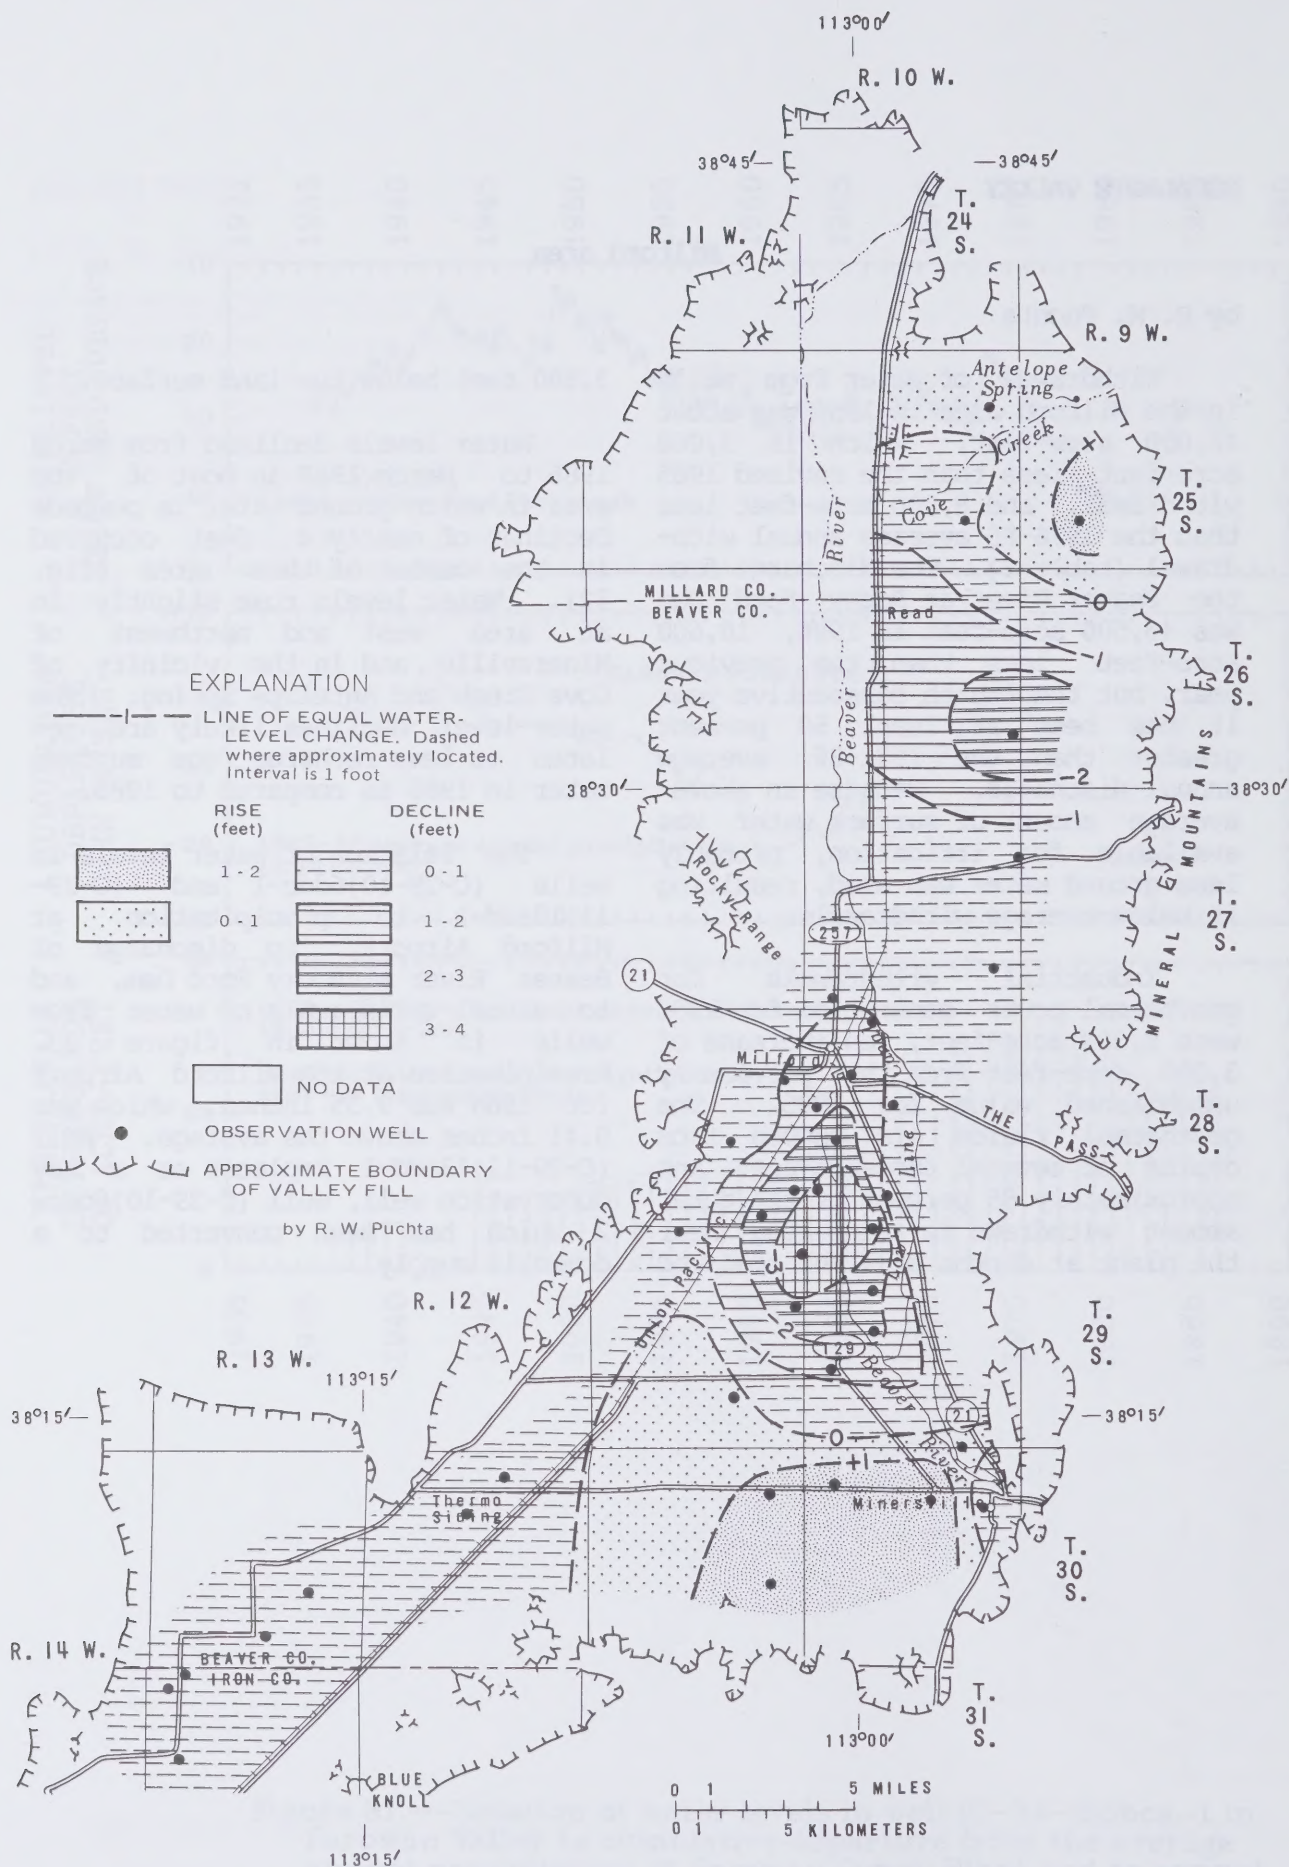 113°00′
R. 10 W.
38°45′
38°45′
T.
24
S.
R. 11 W.
R. 9 W.
Antelope
Spring
Creek
Cove
+1
T.
25
S.
River
MILLARD CO.
BEAVER CO.
Road
0
-1
T.
26
S.
Beaver
-2
-1
38°30′
38°30′
EXPLANATION
-1
LINE OF EQUAL WATER-
LEVEL CHANGE. Dashed
where approximately located.
Interval is 1 foot
RISE
(feet)
DECLINE
(feet)
1-2
0-1
0-1
1-2
2-3
3-4
NO DATA
OBSERVATION WELL
APPROXIMATE BOUNDARY
OF VALLEY FILL
by R. W. Puchta
ROCKY Range
MINERAL MOUNTAINS
T.
27
S.
257
21
Milford
THE
PASS
T.
28
S.
Union Pacific
-3
-2
-1
129
Beaver
River
R. 12 W.
T.
29
S.
R. 13 W.
113°15′
38°15′
38°15′
21
0
+1
Thermo
Siding
Minersville
T.
30
S.
R. 14 W.
BEAVER CO.
IRON CO.
T.
31
S.
113°00′
BLUE
KNOLL
0 1 5 MILES
0 1 5 KILOMETERS
113°15′